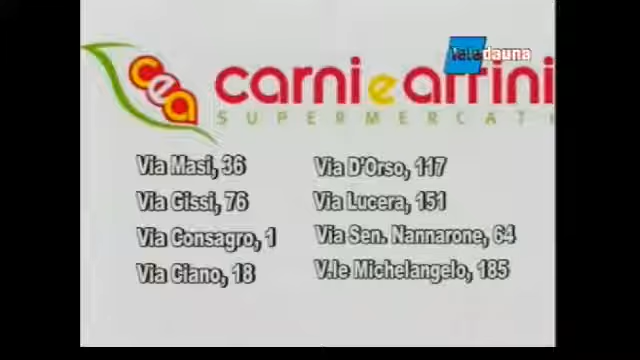 teledauna
cea
carni e affini
SUPERMERCATI
Via Masi, 36
Via Gissi, 76
Via Consagro, 1
Via Ciano, 18
Via D'Orso, 117
Via Lucera, 151
Via Sen. Nannarone, 64
V.le Michelangelo, 185